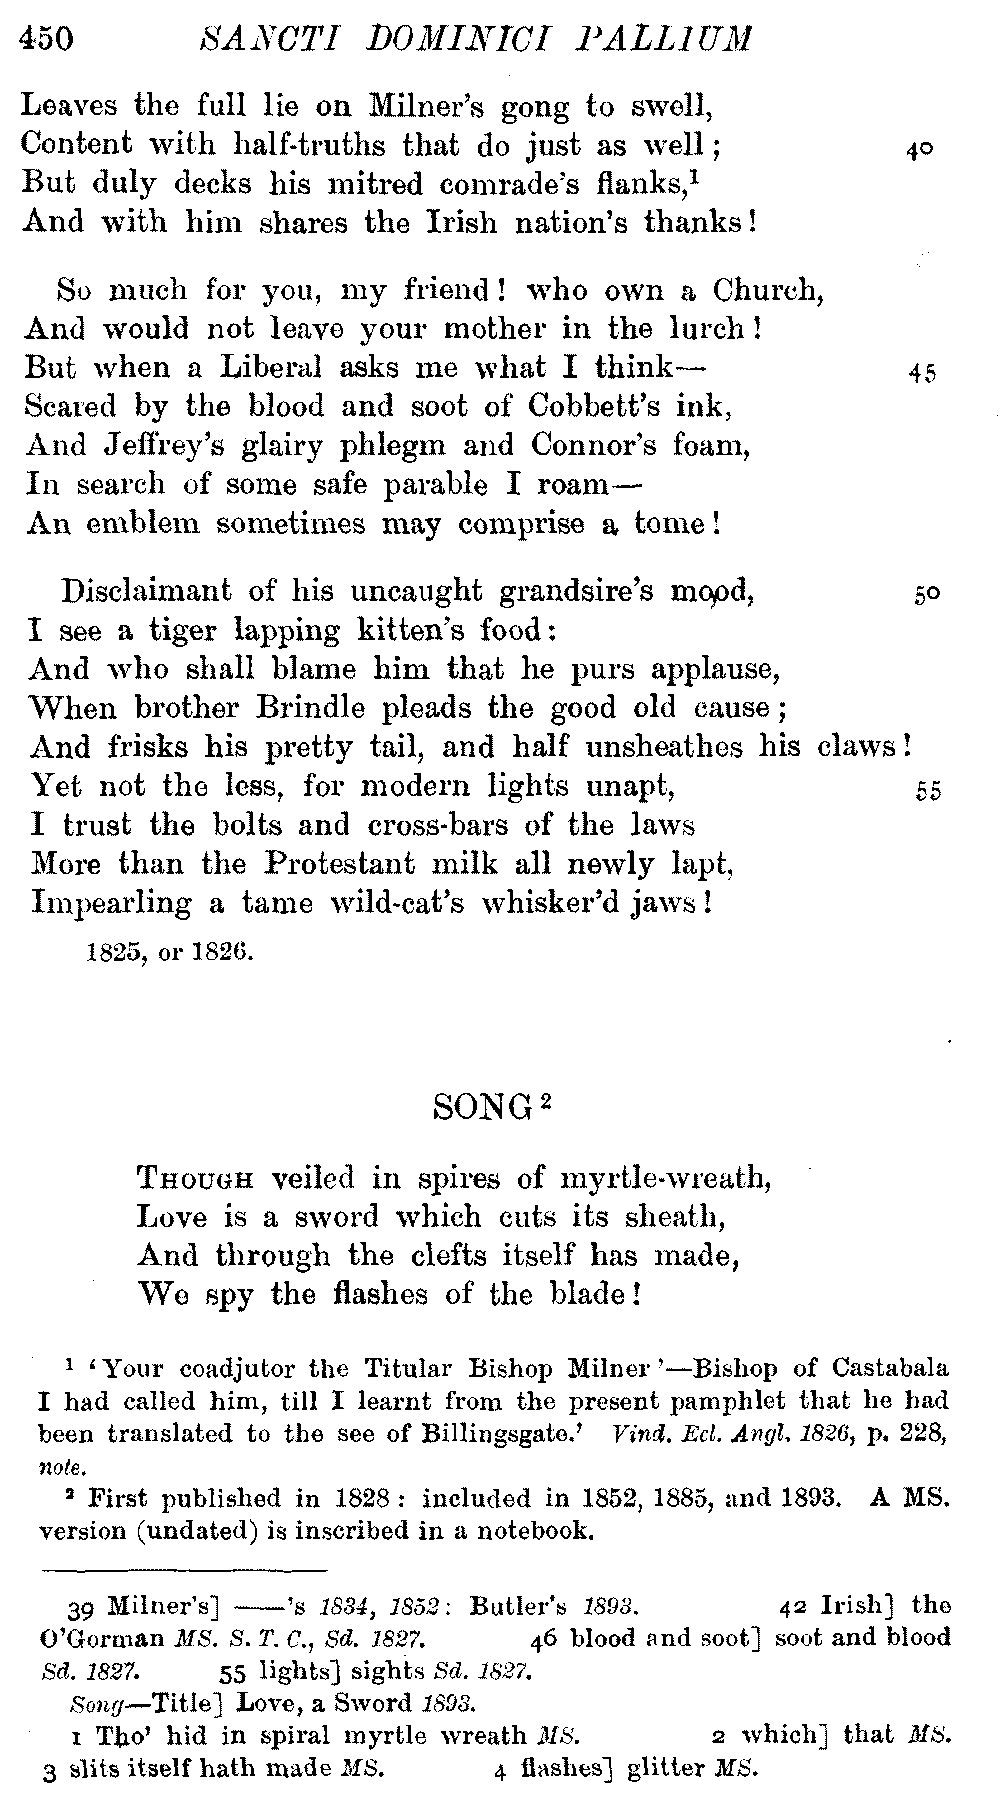 450 SANCTI DOMINICI PALLIUM
Leaves the full lie on Milner's gong to swell,
Content with half-truths that do just as well; 40
But duly decks his mitred comrade's flanks,¹
And with him shares the Irish nation's thanks!
So much for you, my friend! who own a Church,
And would not leave your mother in the lurch!
But when a Liberal asks me what I think— 45
Scared by the blood and soot of Cobbett's ink,
And Jeffrey's glairy phlegm and Connor's foam,
In search of some safe parable I roam—
An emblem sometimes may comprise a tome!
Disclaimant of his uncaught grandsire's mood, 50
I see a tiger lapping kitten's food:
And who shall blame him that he purs applause,
When brother Brindle pleads the good old cause;
And frisks his pretty tail, and half unsheathes his claws!
Yet not the less, for modern lights unapt, 55
I trust the bolts and cross-bars of the laws
More than the Protestant milk all newly lapt,
Impearling a tame wild-cat's whisker'd jaws!
1825, or 1826.
SONG²
THOUGH veiled in spires of myrtle-wreath,
Love is a sword which cuts its sheath,
And through the clefts itself has made,
We spy the flashes of the blade!
¹ 'Your coadjutor the Titular Bishop Milner'—Bishop of Castabala
I had called him, till I learnt from the present pamphlet that he had
been translated to the see of Billingsgate.' Vind. Ecl. Angl. 1826, p. 228,
note.
² First published in 1828: included in 1852, 1885, and 1893. A MS.
version (undated) is inscribed in a notebook.
39 Milner's] ——'s 1834, 1852: Butler's 1893. 42 Irish] the
O'Gorman MS. S. T. C., Sd. 1827. 46 blood and soot] soot and blood
Sd. 1827. 55 lights] sights Sd. 1827.
Song—Title] Love, a Sword 1893.
1 Tho' hid in spiral myrtle wreath MS. 2 which] that MS.
3 slits itself hath made MS. 4 flashes] glitter MS.